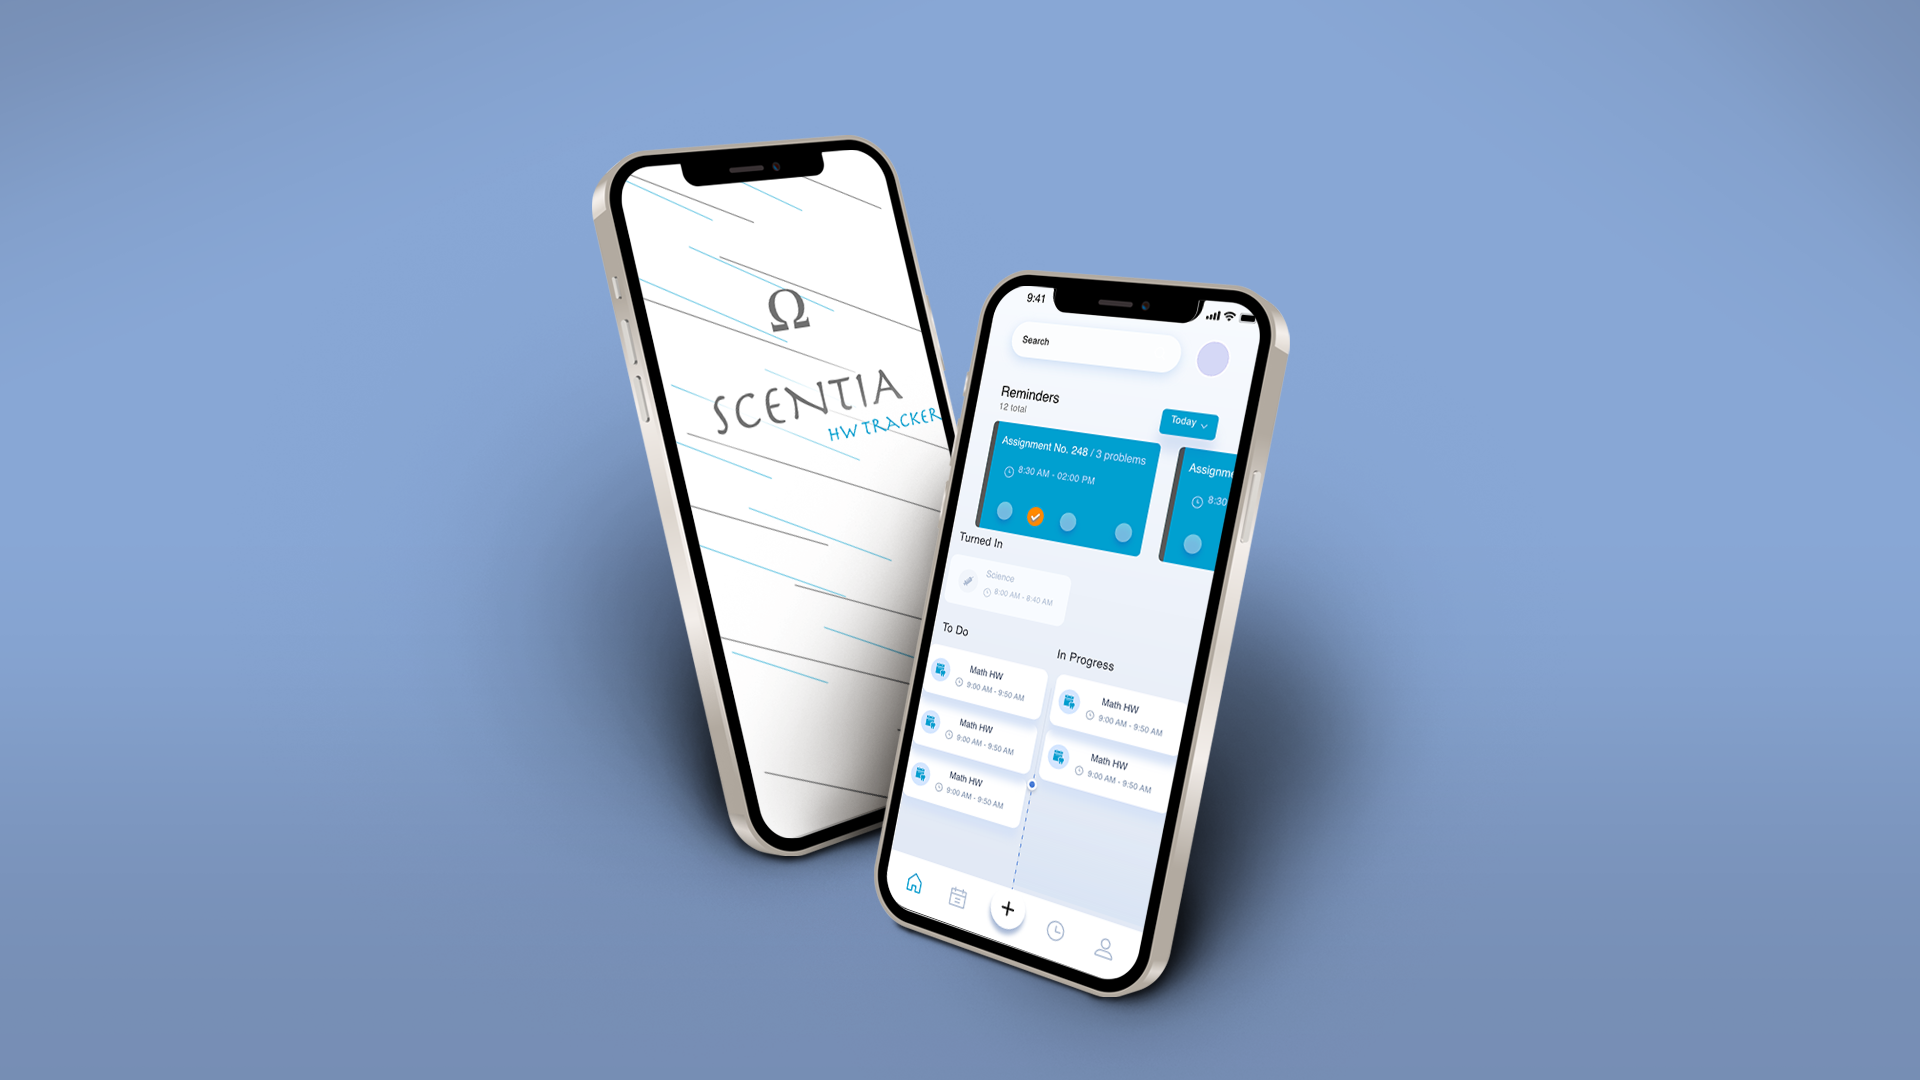 Ω
SCENTIA
HW TRACKER
9:41
Search
Reminders
12 total
Today
Assignment No. 248 / 3 problems
8:30 AM - 02:00 PM
Assignm
8:30
Turned In
Science
8:00 AM - 8:40 AM
To Do
Math HW
9:00 AM - 9:50 AM
Math HW
9:00 AM - 9:50 AM
Math HW
9:00 AM - 9:50 AM
In Progress
Math HW
9:00 AM - 9:50 AM
Math HW
9:00 AM - 9:50 AM